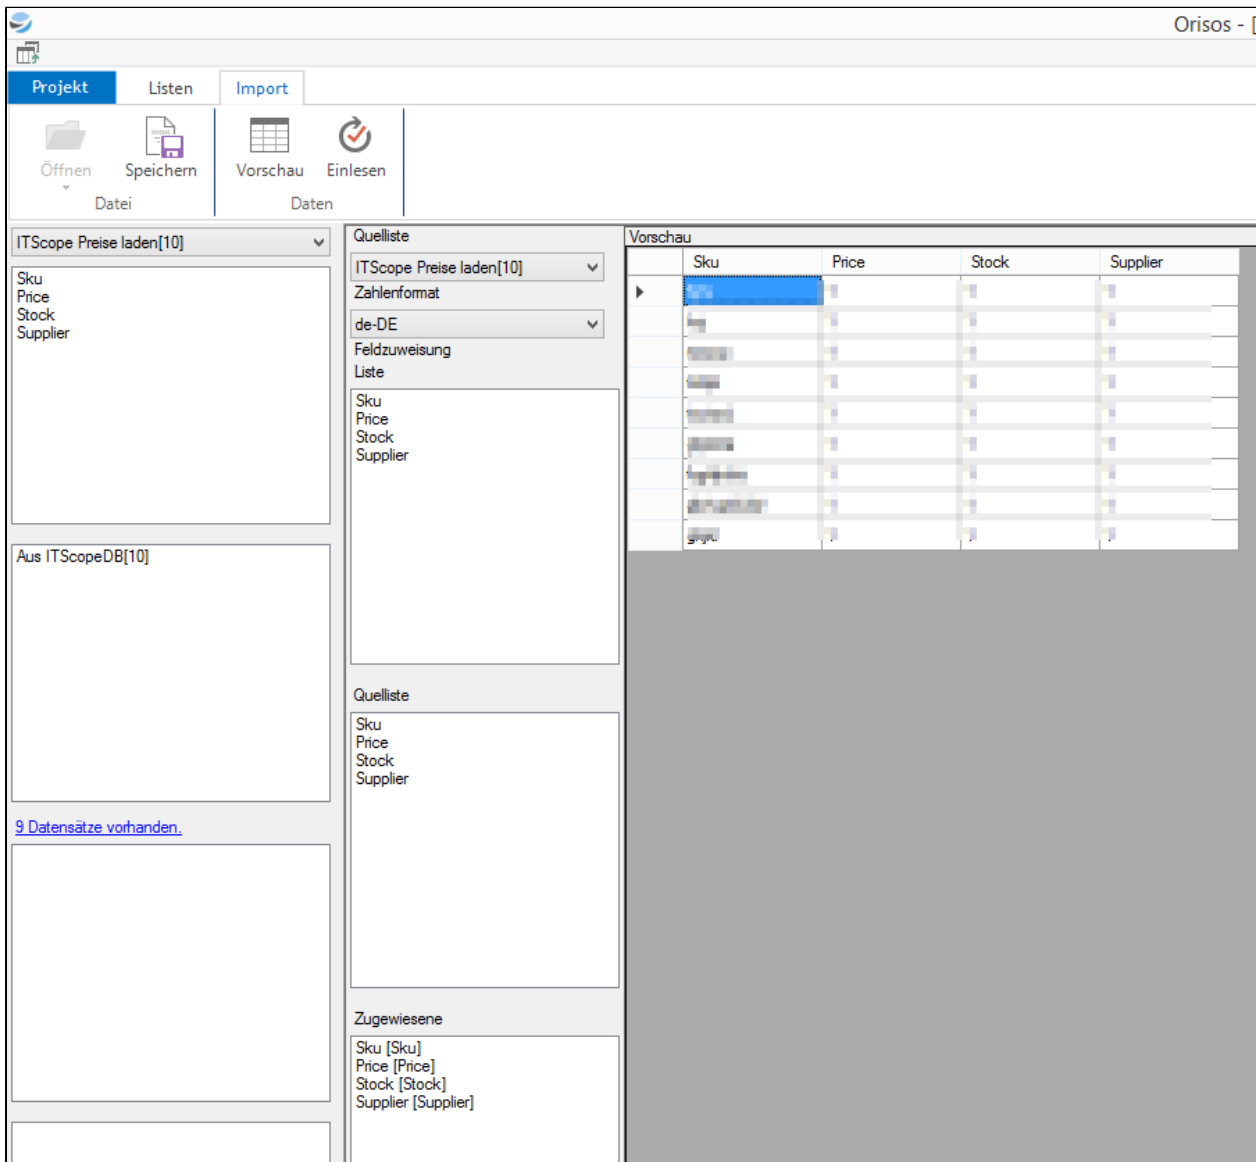 Orisos - [
Projekt
Listen
Import
Öffnen
Speichern
Vorschau
Einlesen
Datei
Daten
ITScope Preise laden[10]
Sku
Price
Stock
Supplier
Aus ITScopeDB[10]
9 Datensätze vorhanden.
Quelliste
ITScope Preise laden[10]
Zahlenformat
de-DE
Feldzuweisung
Liste
Sku
Price
Stock
Supplier
Quelliste
Sku
Price
Stock
Supplier
Zugewiesene
Sku [Sku]
Price [Price]
Stock [Stock]
Supplier [Supplier]
Vorschau
Sku Price Stock Supplier